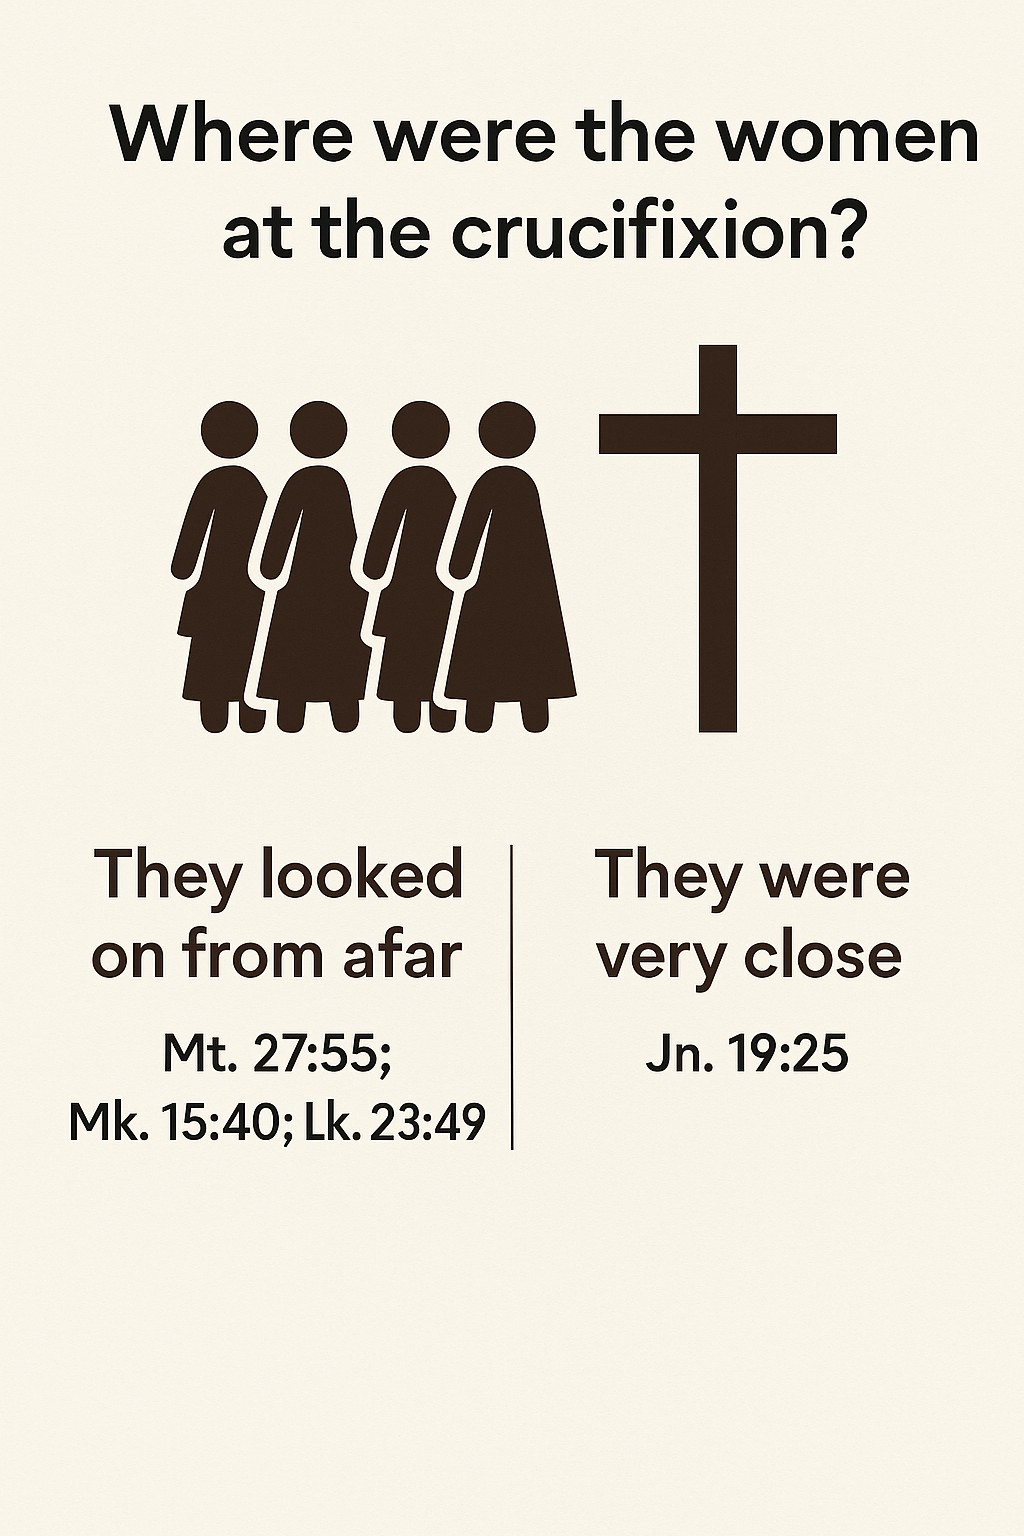 Where were the women
at the crucifixion?
They looked
on from afar
Mt. 27:55;
Mk. 15:40; Lk. 23:49
They were
very close
Jn. 19:25